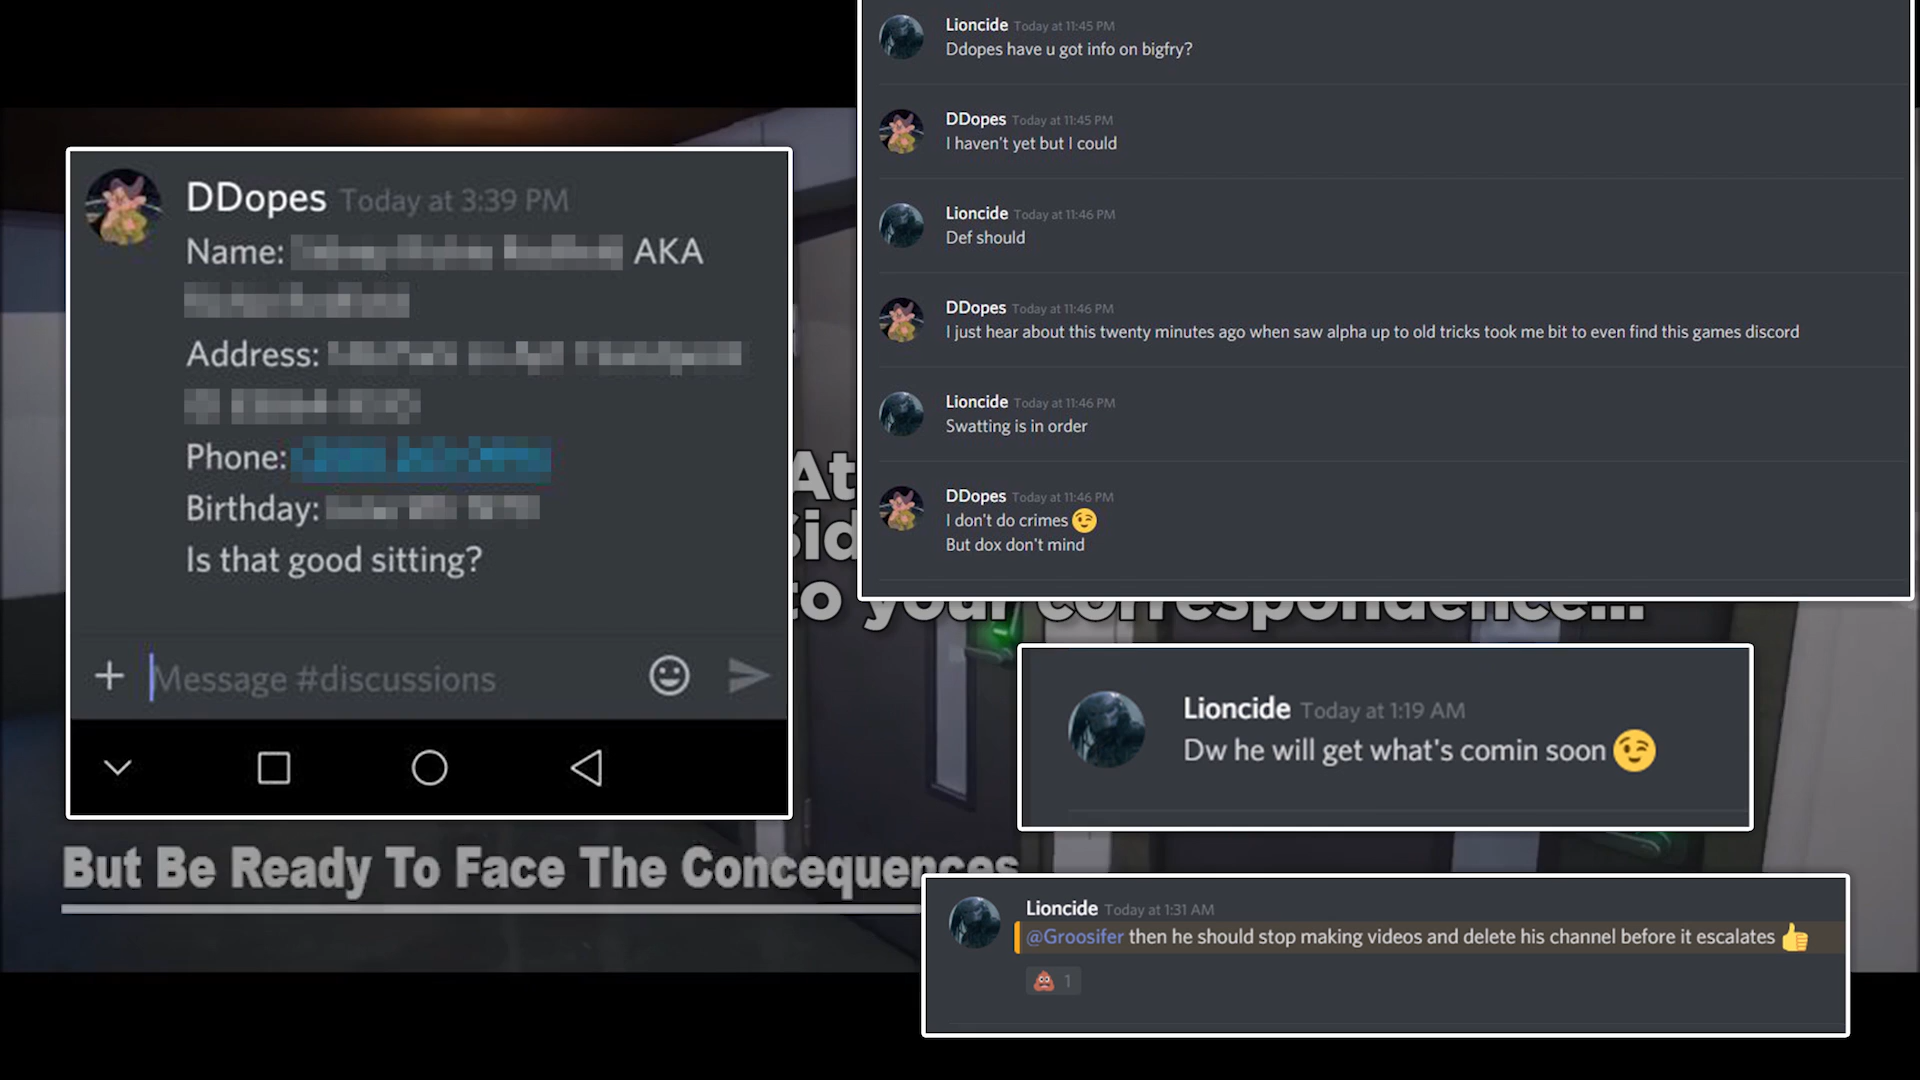 DDopes Today at 3:39 PM
Name: AKA
Address:
Phone:
Birthday:
Is that good sitting?
Message #discussions
Lioncide Today at 11:45 PM
Ddopes have u got info on bigfry?
DDopes Today at 11:45 PM
I haven't yet but I could
Lioncide Today at 11:46 PM
Def should
DDopes Today at 11:46 PM
I just hear about this twenty minutes ago when saw alpha up to old tricks took me bit to even find this games discord
Lioncide Today at 11:46 PM
Swatting is in order
DDopes Today at 11:46 PM
I don't do crimes 😉
But dox don't mind
At
Sid
to your correspondence...
Lioncide Today at 1:19 AM
Dw he will get what's comin soon 😉
But Be Ready To Face The Concequences
Lioncide Today at 1:31 AM
@Groosifer then he should stop making videos and delete his channel before it escalates 👍
💩 1